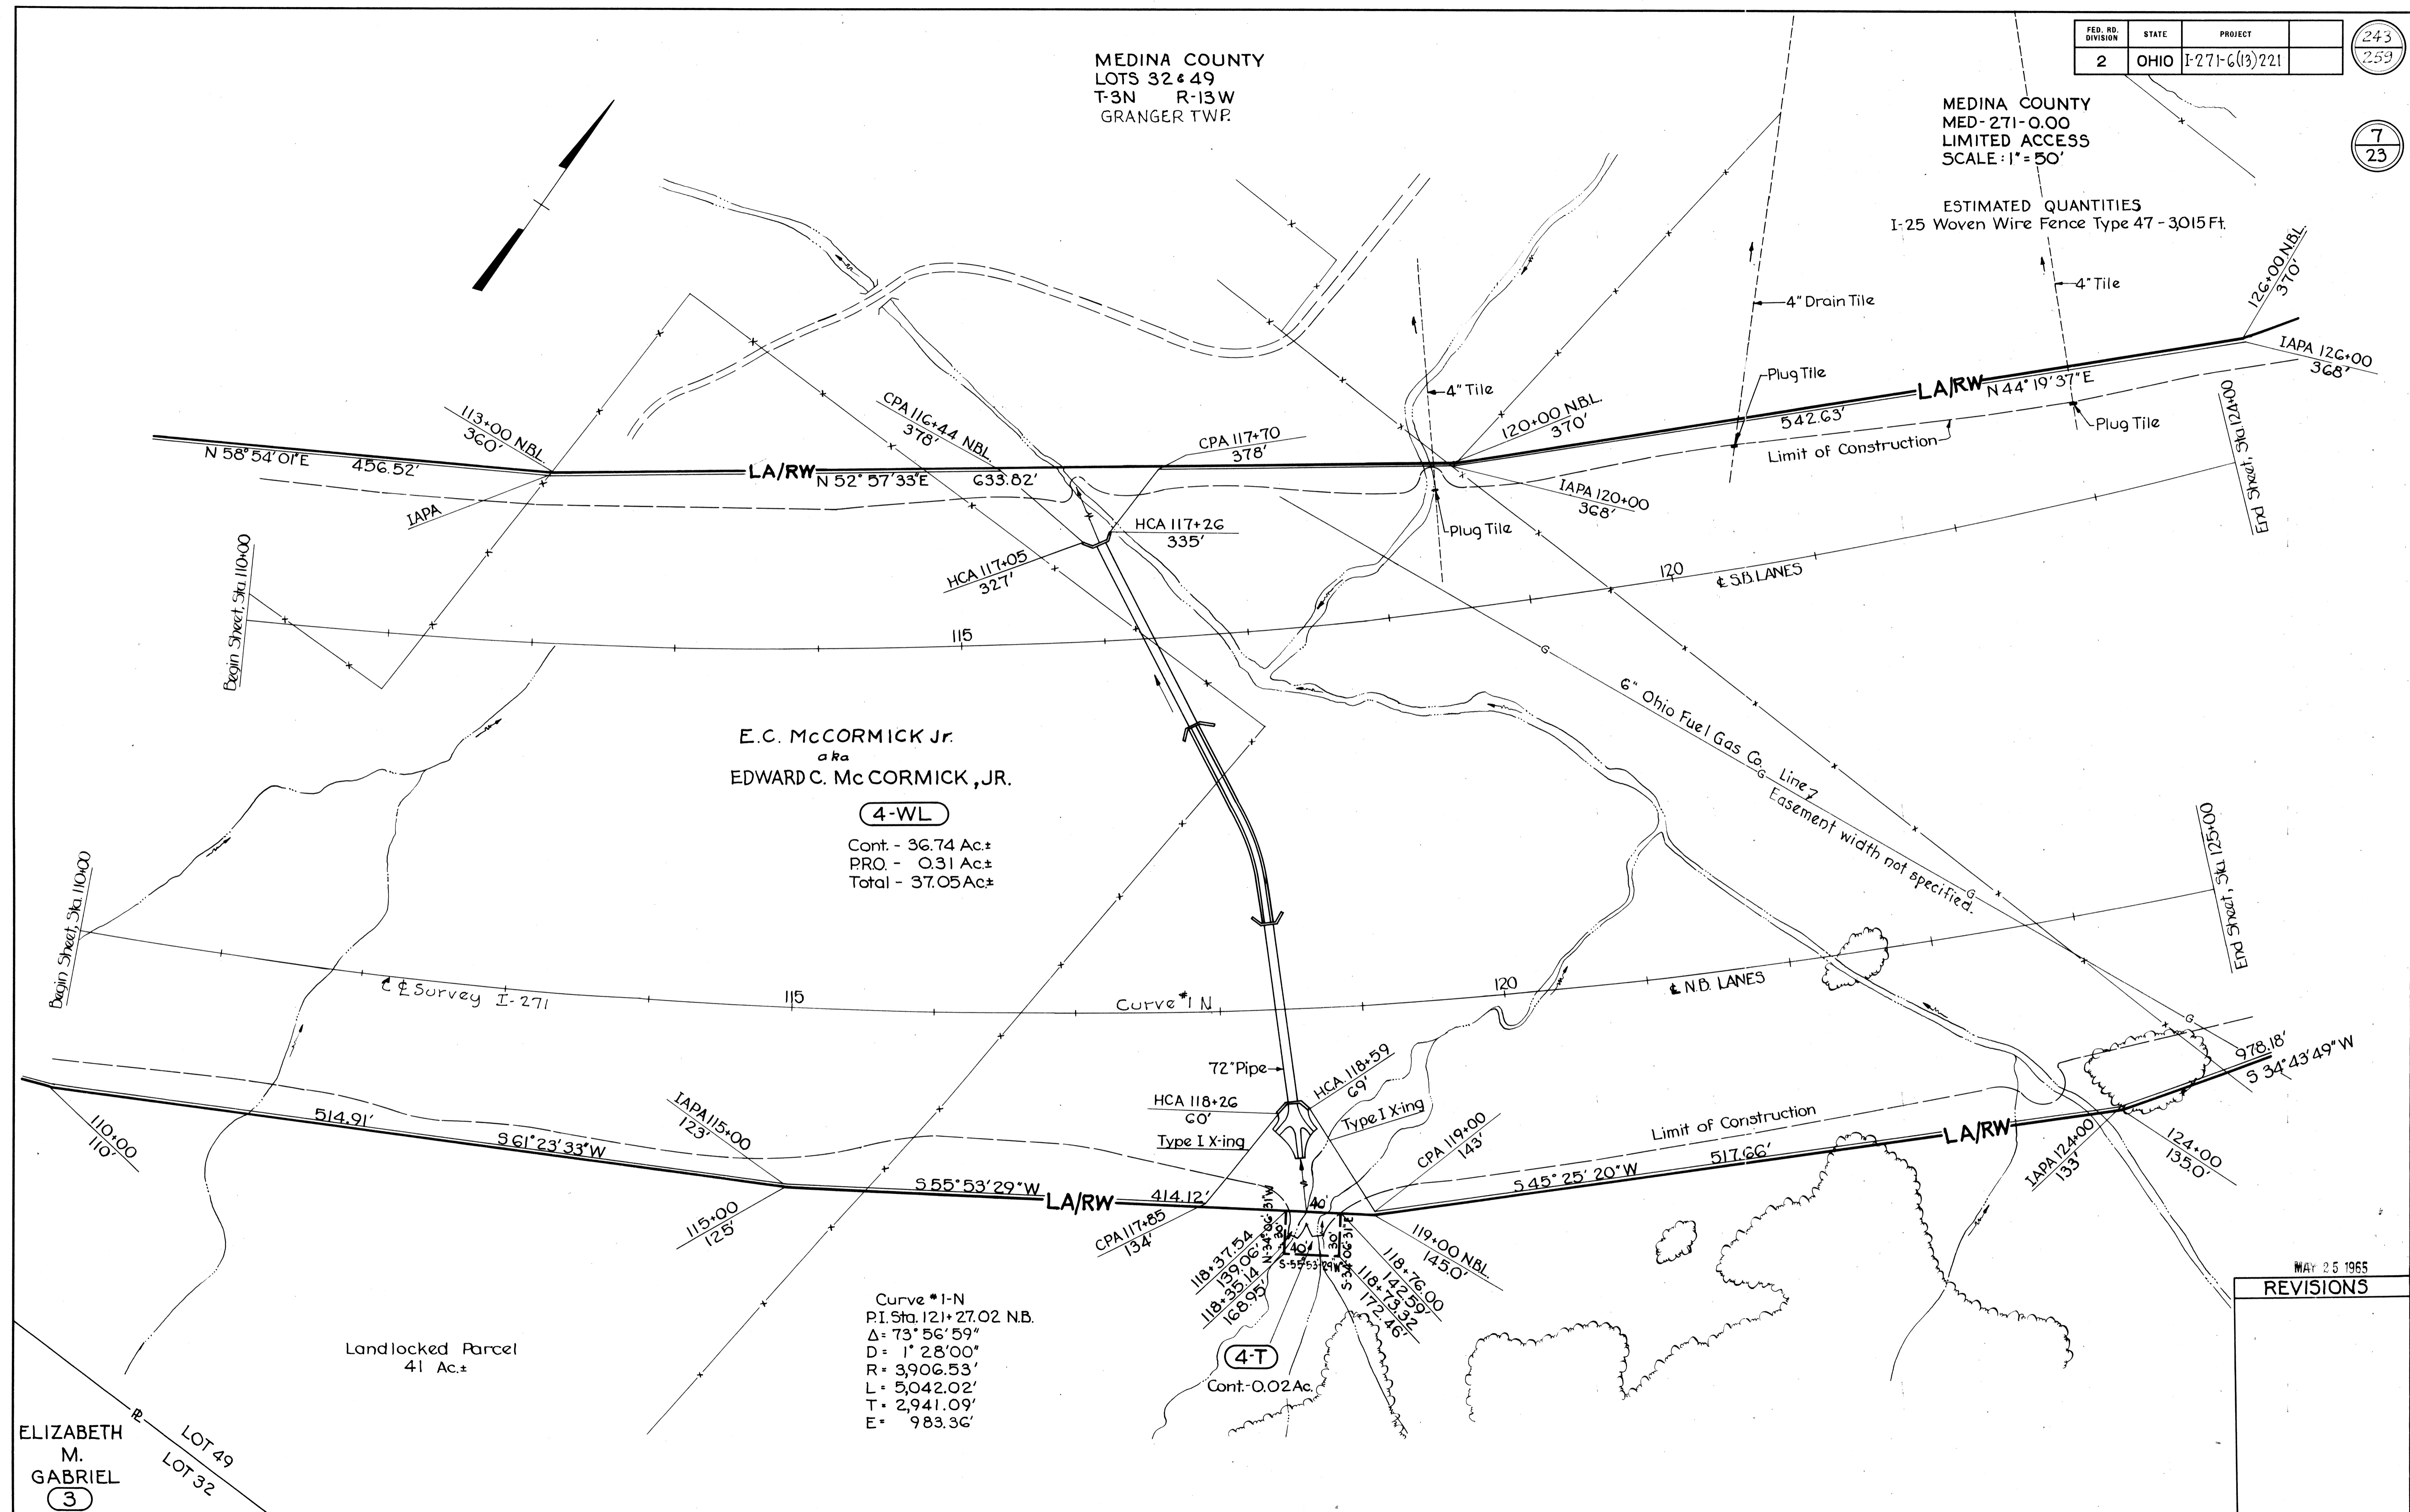 FED. RD. DIVISION STATE PROJECT
2 OHIO I-271-6(13)221
243
259
7
23
MEDINA COUNTY
LOTS 32 & 49
T-3N R-13W
GRANGER TWP.
MEDINA COUNTY
MED-271-0.00
LIMITED ACCESS
SCALE: 1" = 50'
ESTIMATED QUANTITIES
I-25 Woven Wire Fence Type 47 - 3,015 Ft.
126+00 N.B.L.
370'
4" Tile
4" Drain Tile
IAPA 126+00
368'
Plug Tile
4" Tile
LA/RW
N 44° 19' 37" E
542.63'
Plug Tile
Limit of Construction
End Sheet, Sta. 124+00
113+00 NBL.
360'
CPA 116+44 NBL.
378'
CPA 117+70
378'
120+00 N.B.L.
370'
N 58° 54' 01" E 456.52'
LA/RW
N 52° 57' 33" E 633.82'
IAPA
IAPA 120+00
368'
HCA 117+26
335'
Plug Tile
HCA 117+05
327'
Begin Sheet, Sta. 110+00
115
120
℄ S.B. LANES
6" Ohio Fuel Gas Co. Line 7
Easement width not specified.
G
G
G
G
E.C. McCORMICK Jr.
aka
EDWARD C. McCORMICK, JR.
4-WL
Cont. - 36.74 Ac.±
P.R.O. - 0.31 Ac.±
Total - 37.05 Ac.±
Begin Sheet, Sta. 110+00
End Sheet, Sta. 125+00
℄ Survey I-271
115
Curve #1 N
120
℄ N.B. LANES
72" Pipe
HCA 118+59
69'
HCA 118+26
60'
Type I X-ing
Type I X-ing
CPA 119+00
143'
978.18'
S 34° 43' 49" W
110+00
110'
514.91'
S 61° 23' 33" W
IAPA 115+00
123'
115+00
125'
S 55° 53' 29" W
LA/RW
414.12'
CPA 117+85
134'
Limit of Construction
S 45° 25' 20" W
517.66'
LA/RW
IAPA 124+00
133'
124+00
135.0'
N-34°-06'-31"W
30'
40'
40'
S-55°-53'-29"W
30'
S-34°-06'-31"E
118+37.54
139.06'
118+35.14
168.95'
118+76.00
142.59'
118+73.32
172.46'
119+00 NBL.
145.0'
4-T
Cont.-0.02 Ac.
Curve #1-N
P.I. Sta. 121+27.02 N.B.
Δ = 73° 56' 59"
D = 1° 28' 00"
R = 3,906.53'
L = 5,042.02'
T = 2,941.09'
E = 983.36'
Landlocked Parcel
41 Ac.±
PL
LOT 49
LOT 32
ELIZABETH
M.
GABRIEL
3
MAY 25 1965
REVISIONS